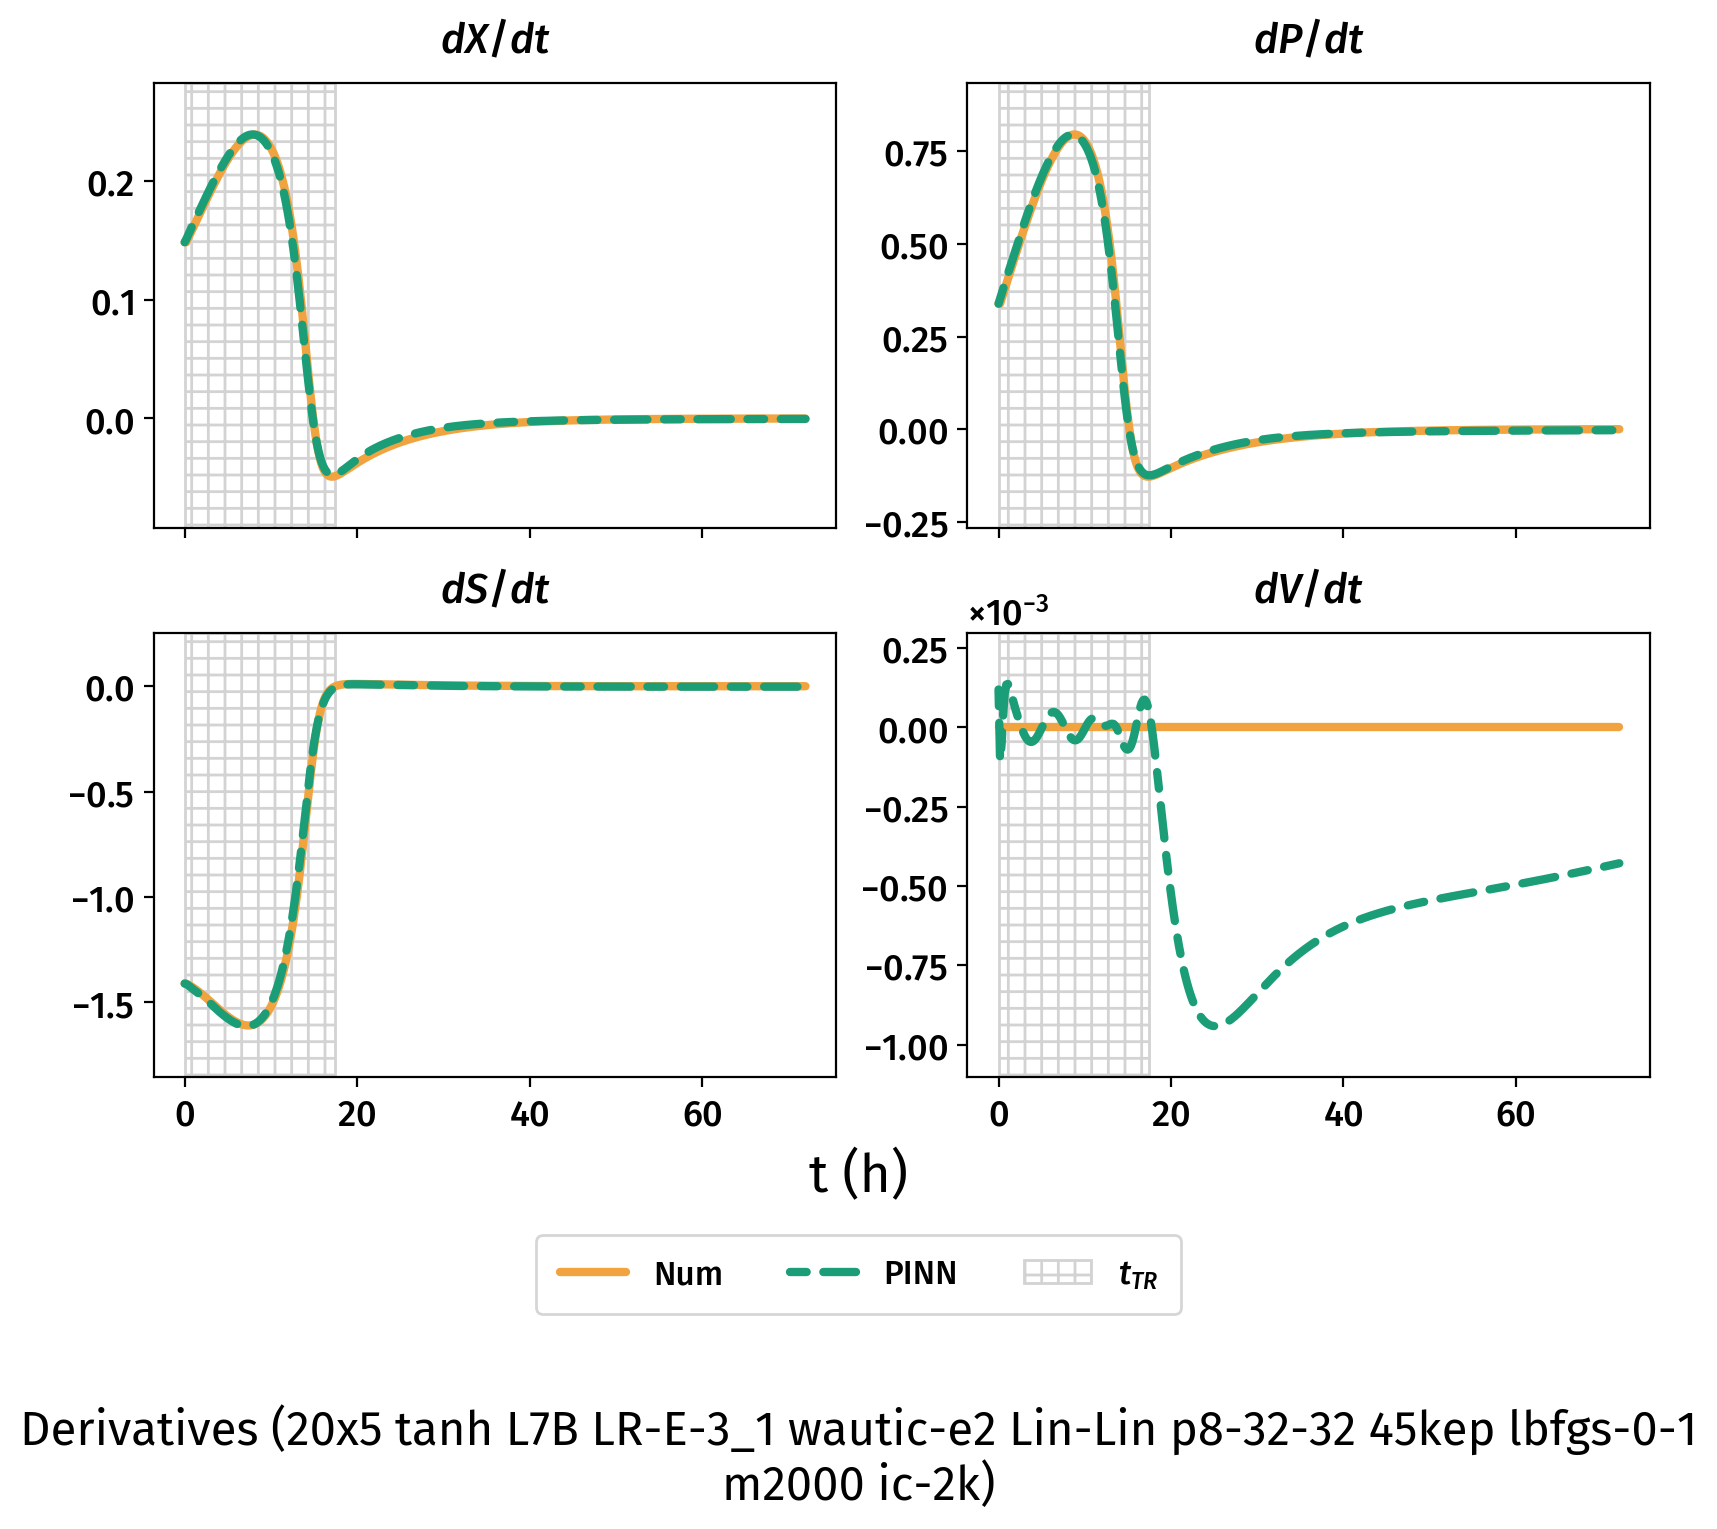 dX/dt
dP/dt
0.2
0.1
0.0
0.75
0.50
0.25
0.00
−0.25
dS/dt
dV/dt
×10⁻³
0.0
−0.5
−1.0
−1.5
0.25
0.00
−0.25
−0.50
−0.75
−1.00
0 20 40 60
0 20 40 60
t (h)
Num PINN t_TR
Derivatives (20x5 tanh L7B LR-E-3_1 wautic-e2 Lin-Lin p8-32-32 45kep lbfgs-0-1
m2000 ic-2k)